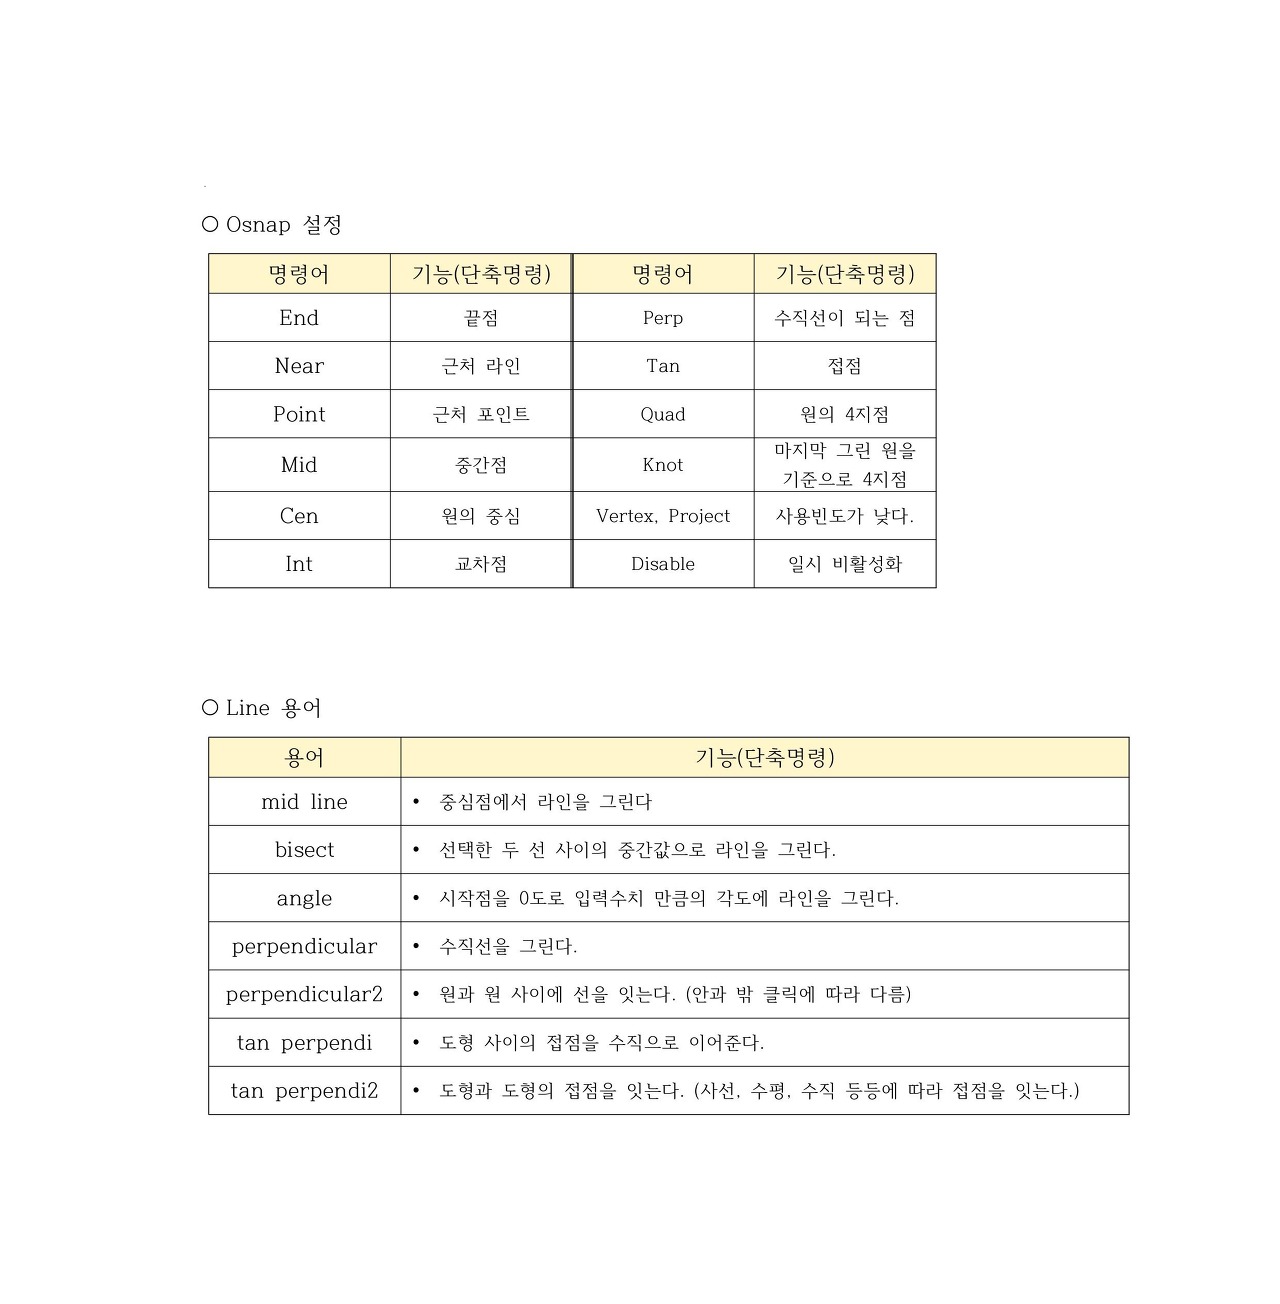 ○ Osnap 설정
명령어 기능(단축명령) 명령어 기능(단축명령)
End 끝점 Perp 수직선이 되는 점
Near 근처 라인 Tan 접점
Point 근처 포인트 Quad 원의 4지점
Mid 중간점 Knot 마지막 그린 원을
기준으로 4지점
Cen 원의 중심 Vertex, Project 사용빈도가 낮다.
Int 교차점 Disable 일시 비활성화
○ Line 용어
용어 기능(단축명령)
mid line • 중심점에서 라인을 그린다
bisect • 선택한 두 선 사이의 중간값으로 라인을 그린다.
angle • 시작점을 0도로 입력수치 만큼의 각도에 라인을 그린다.
perpendicular • 수직선을 그린다.
perpendicular2 • 원과 원 사이에 선을 잇는다. (안과 밖 클릭에 따라 다름)
tan perpendi • 도형 사이의 접점을 수직으로 이어준다.
tan perpendi2 • 도형과 도형의 접점을 잇는다. (사선, 수평, 수직 등등에 따라 접점을 잇는다.)